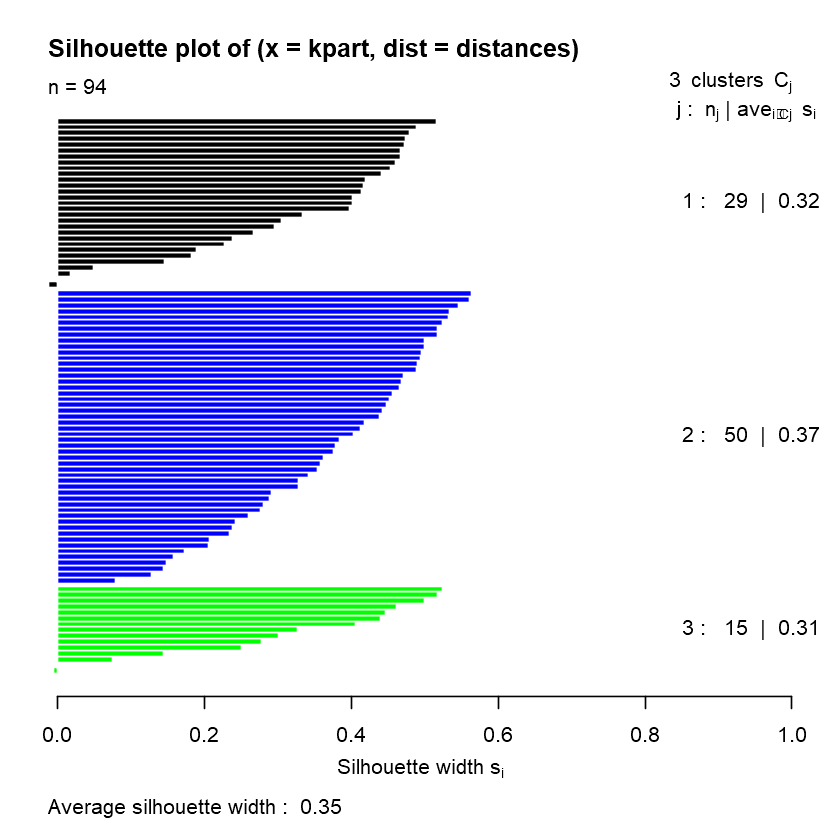 Silhouette plot of (x = kpart, dist = distances)
n = 94
3 clusters Cj
j : nj | avei Cj si
1 : 29 | 0.32
2 : 50 | 0.37
3 : 15 | 0.31
0.0 0.2 0.4 0.6 0.8 1.0
Silhouette width si
Average silhouette width : 0.35